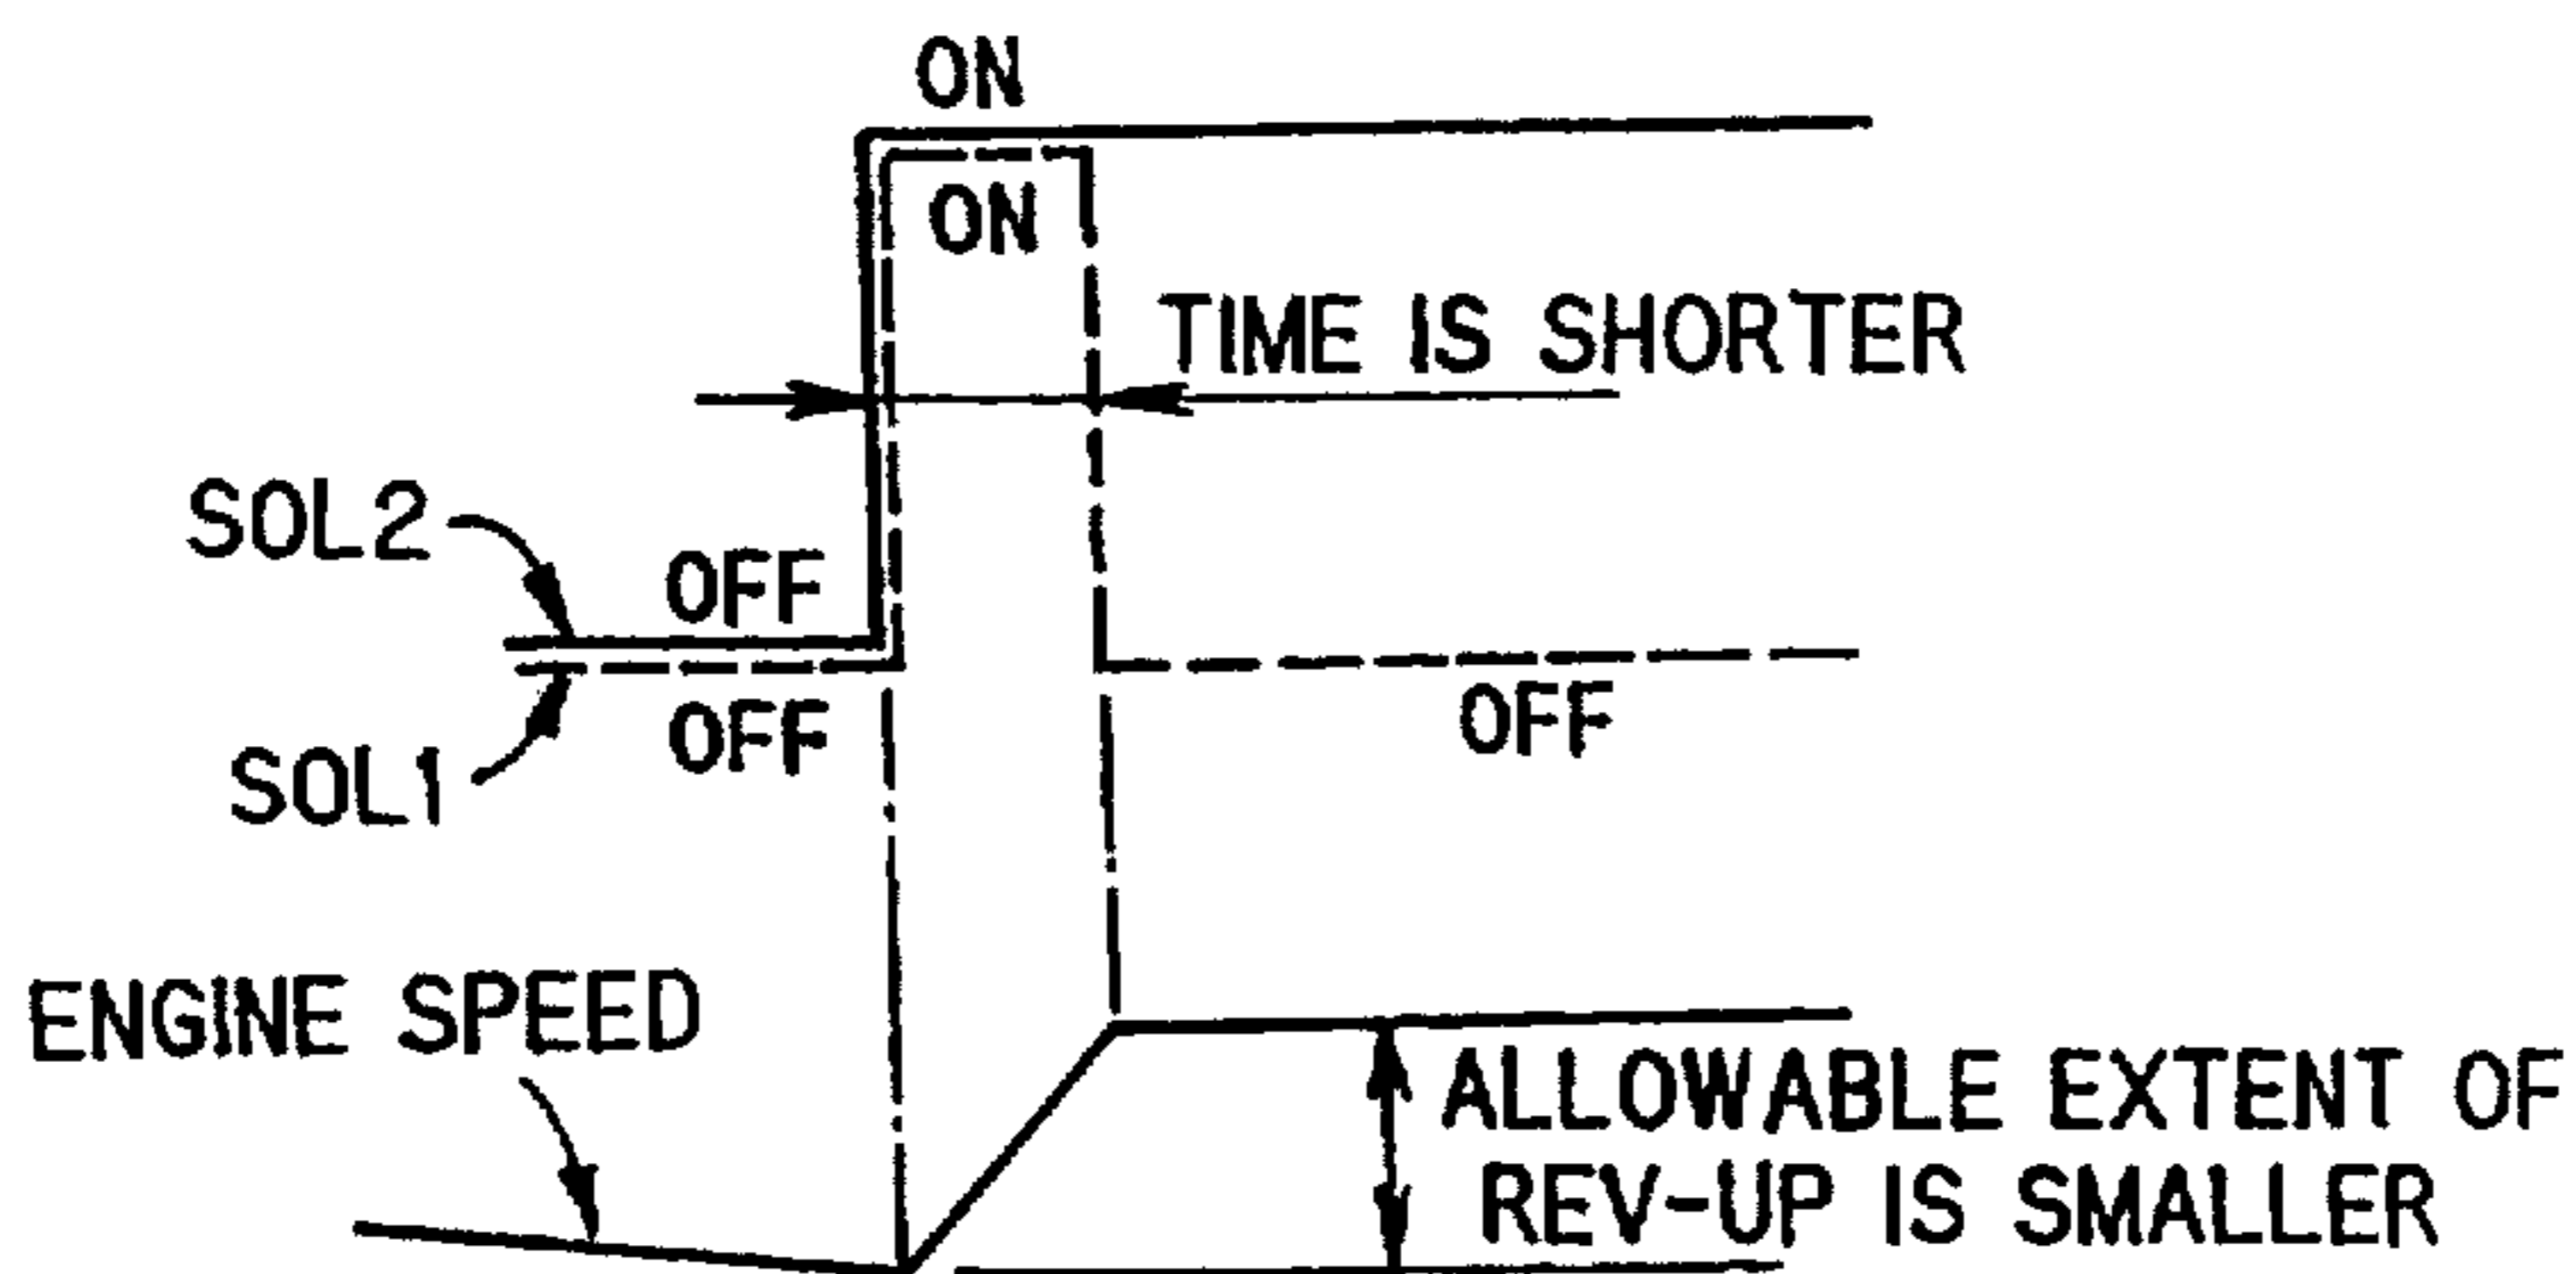 ON
ON
TIME IS SHORTER
SOL2
OFF
OFF
SOL1
OFF
ENGINE SPEED
ALLOWABLE EXTENT OF
REV-UP IS SMALLER